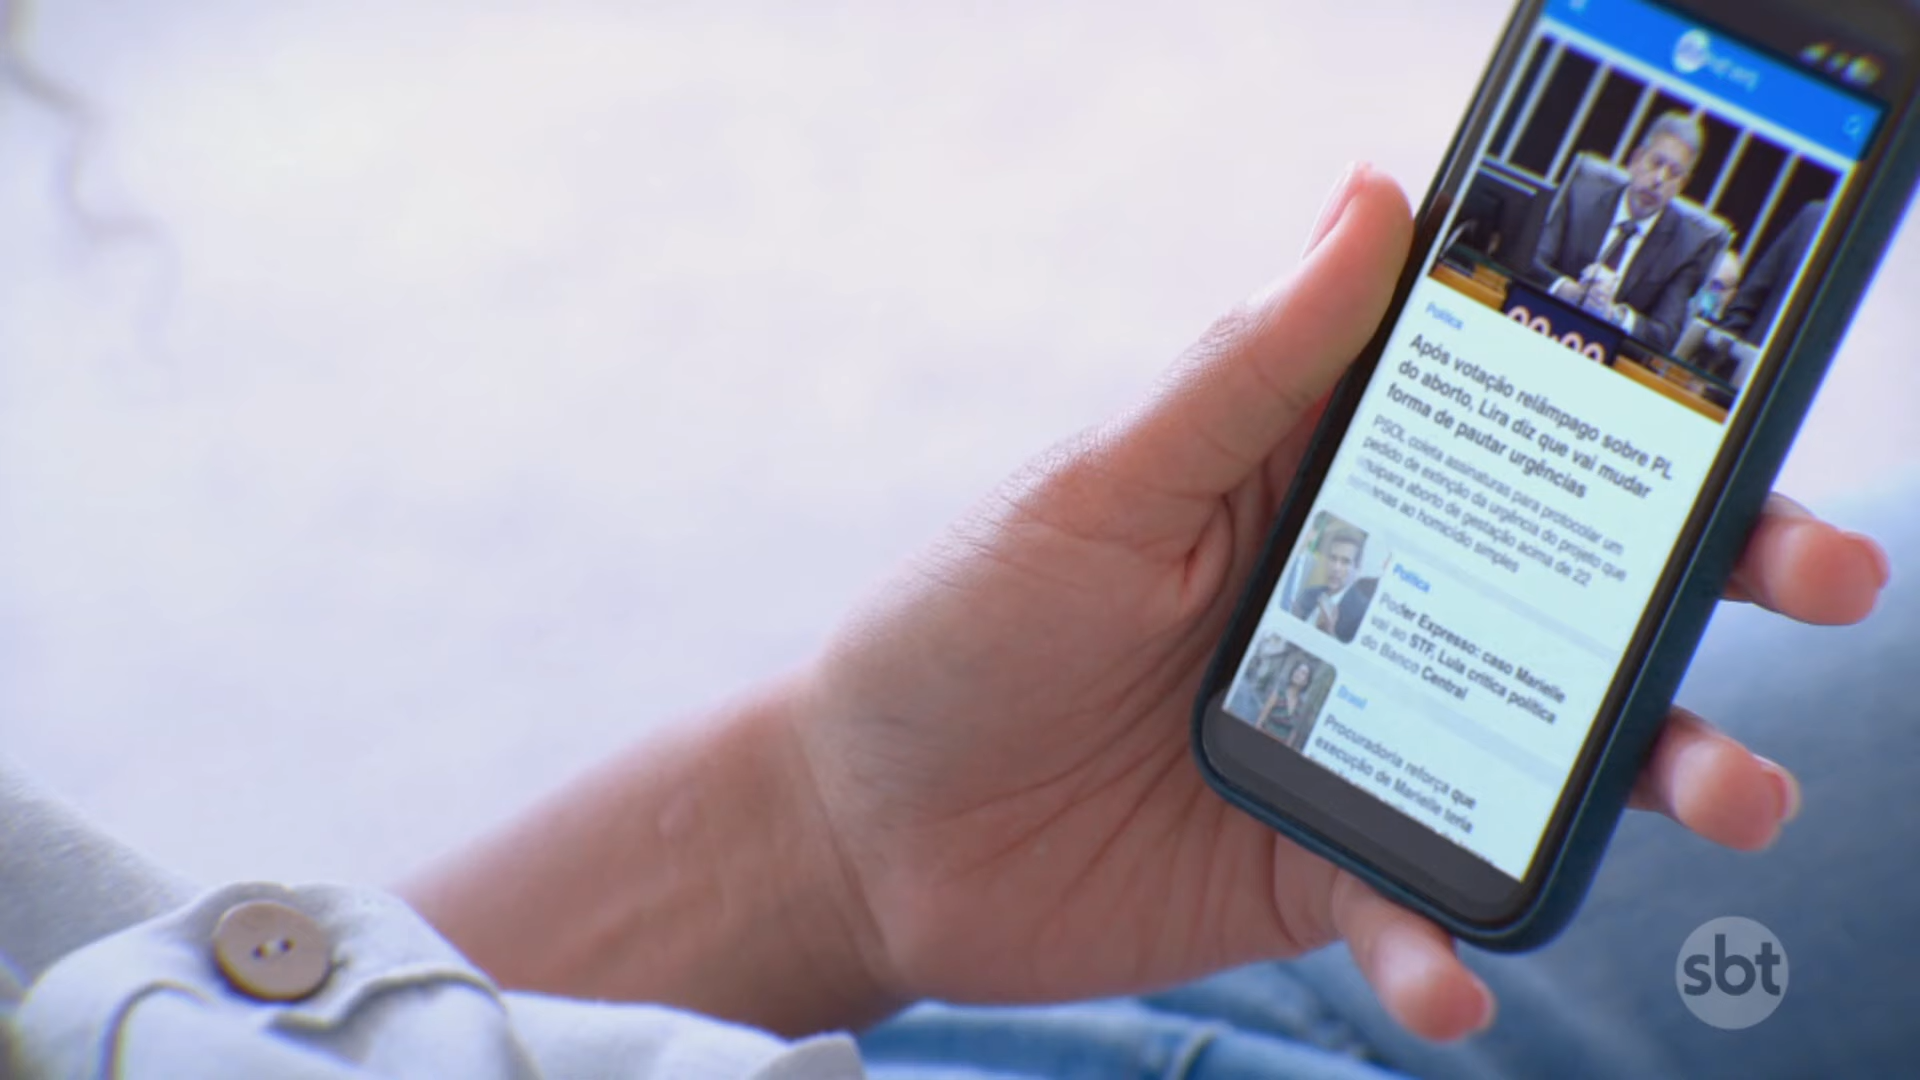 news
Política
00:00
Após votação relâmpago sobre PL
do aborto, Lira diz que vai mudar
forma de pautar urgências
PSOL coleta assinaturas para protocolar um
pedido de extinção da urgência do projeto que
aborto de gestação acima de 22
ao homicídio simples
Política
Poder Expresso: caso Marielle
vai ao STF, Lula critica política
do Banco Central
Brasil
Procuradoria reforça que
execução de Marielle teria
sbt